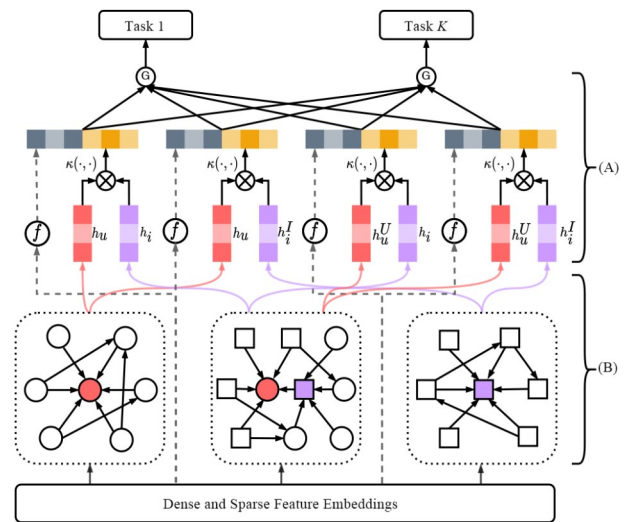 Task 1
Task K
G
G
κ(·,·)
κ(·,·)
κ(·,·)
κ(·,·)
(A)
f
h_u
h_i
f
h_u
h_i^I
f
h_u^U
h_i
f
h_u^U
h_i^I
(B)
Dense and Sparse Feature Embeddings